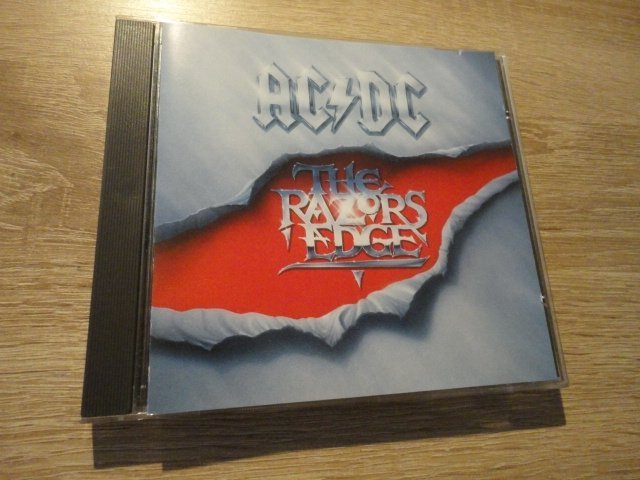 AC/DC
THE
RAZORS
EDGE